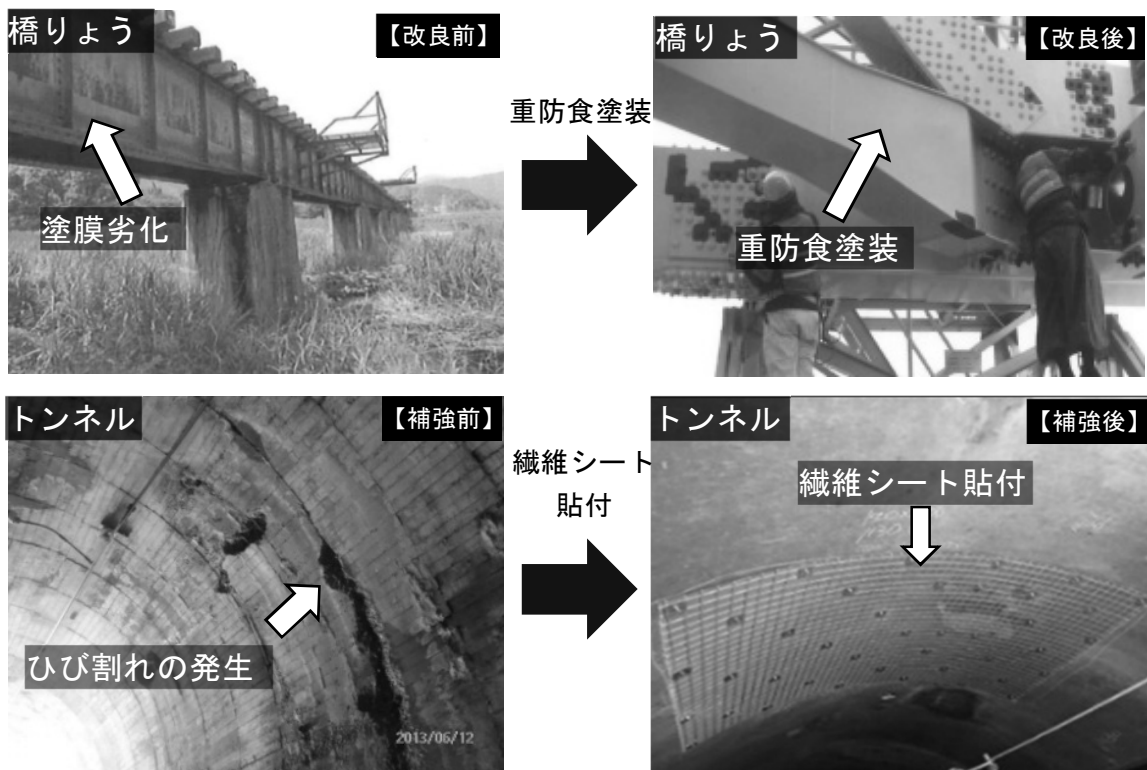 橋りょう
【改良前】
塗膜劣化
重防食塗装
橋りょう
【改良後】
重防食塗装
トンネル
【補強前】
ひび割れの発生
2013/06/12
繊維シート
貼付
トンネル
【補強後】
繊維シート貼付